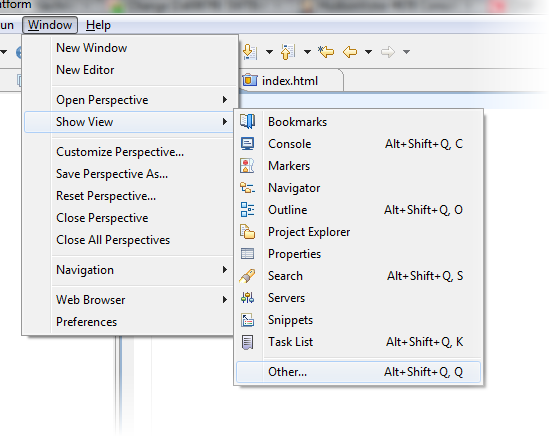 atform
un Window
New Window
New Editor
index.html
Open Perspective
Show View
Customize Perspective...
Save Perspective As...
Reset Perspective...
Close Perspective
Close All Perspectives
Navigation
Web Browser
Preferences
Bookmarks
Console Alt+Shift+Q, C
Markers
Navigator
Outline Alt+Shift+Q, O
Project Explorer
Properties
Search Alt+Shift+Q, S
Servers
Snippets
Task List Alt+Shift+Q, K
Other... Alt+Shift+Q, Q